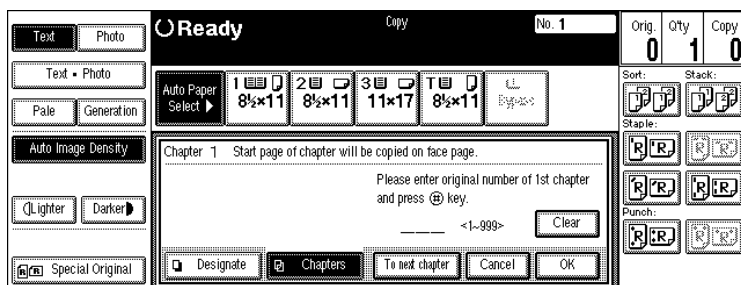 Text Photo
Text • Photo
Pale Generation
Auto Image Density
Lighter Darker
Special Original
Ready
Copy
No. 1
Orig. Q'ty Copy
0 1 0
Auto Paper
Select ▶
1
8½×11
2
8½×11
3
11×17
T
8½×11
Bypass
Chapter 1 Start page of chapter will be copied on face page.
Please enter original number of 1st chapter
and press # key.
___ <1~999>
Clear
Designate Chapters To next chapter Cancel OK
Sort: Stack:
Staple:
Punch: